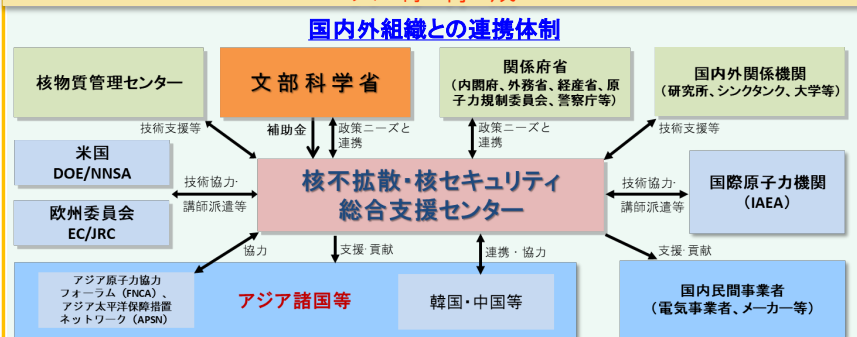 国内外組織との連携体制
核物質管理センター
文部科学省
関係府省
（内閣府、外務省、経産省、原
子力規制委員会、警察庁等）
国内外関係機関
（研究所、シンクタンク、大学等）
技術支援等
補助金
政策ニーズと
連携
政策ニーズと
連携
技術支援等
米国
DOE/NNSA
欧州委員会
EC/JRC
技術協力・
講師派遣等
核不拡散・核セキュリティ
総合支援センター
技術協力・
講師派遣等
国際原子力機関
（IAEA）
協力
支援・貢献
連携・協力
支援・貢献
アジア原子力協力
フォーラム（FNCA）、
アジア太平洋保障措置
ネットワーク（APSN）
アジア諸国等
韓国・中国等
国内民間事業者
（電気事業者、メーカー等）